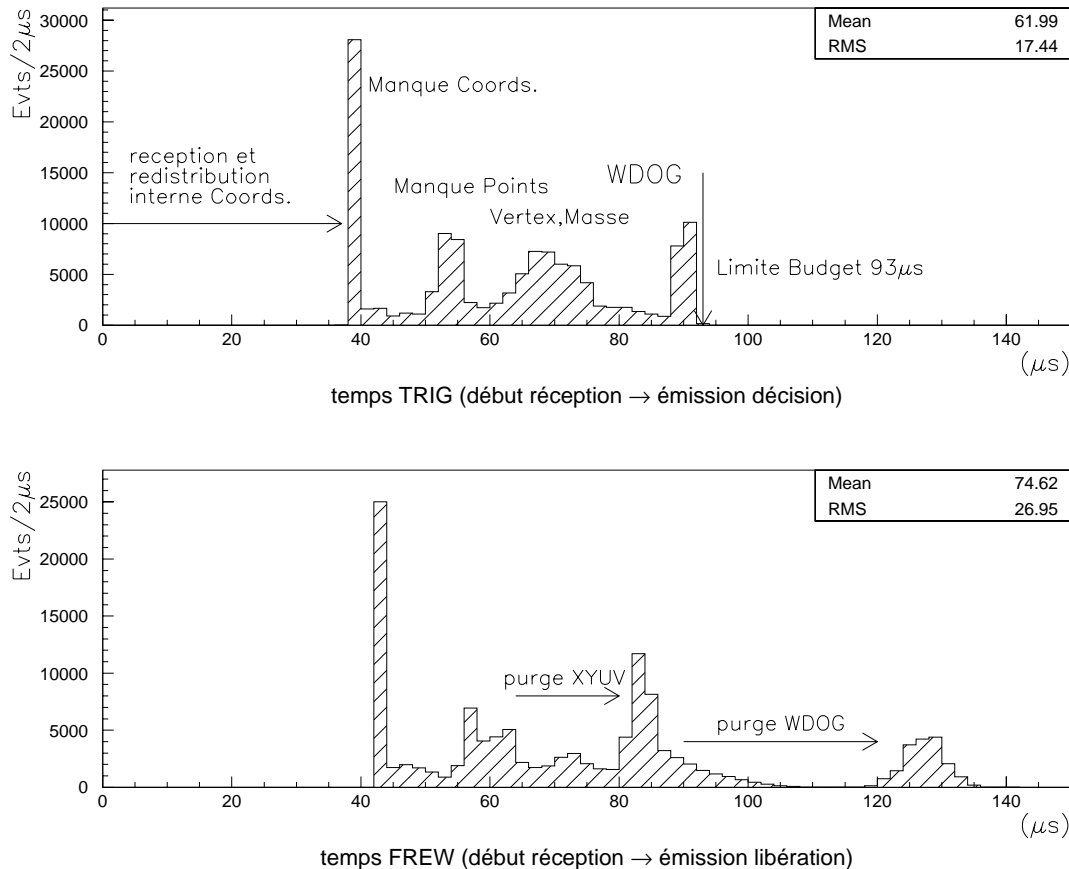 Evts/2μs
30000
25000
20000
15000
10000
5000
0
Mean 61.99
RMS 17.44
Manque Coords.
reception et
redistribution
interne Coords.
Manque Points
WDOG
Vertex,Masse
Limite Budget 93μs
0 20 40 60 80 100 120 140
(μs)
temps TRIG (début réception → émission décision)
Evts/2μs
25000
20000
15000
10000
5000
0
Mean 74.62
RMS 26.95
purge XYUV
purge WDOG
0 20 40 60 80 100 120 140
(μs)
temps FREW (début réception → émission libération)